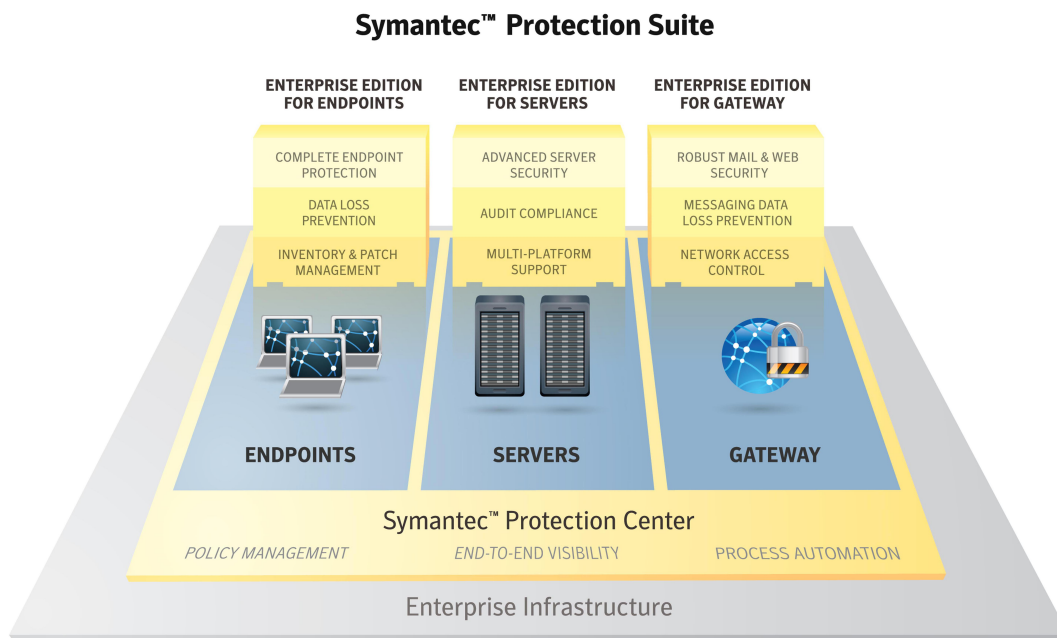 Symantec™ Protection Suite
ENTERPRISE EDITION
FOR ENDPOINTS
ENTERPRISE EDITION
FOR SERVERS
ENTERPRISE EDITION
FOR GATEWAY
COMPLETE ENDPOINT
PROTECTION
DATA LOSS
PREVENTION
INVENTORY & PATCH
MANAGEMENT
ADVANCED SERVER
SECURITY
AUDIT COMPLIANCE
MULTI-PLATFORM
SUPPORT
ROBUST MAIL & WEB
SECURITY
MESSAGING DATA
LOSS PREVENTION
NETWORK ACCESS
CONTROL
ENDPOINTS
SERVERS
GATEWAY
Symantec™ Protection Center
POLICY MANAGEMENT
END-TO-END VISIBILITY
PROCESS AUTOMATION
Enterprise Infrastructure